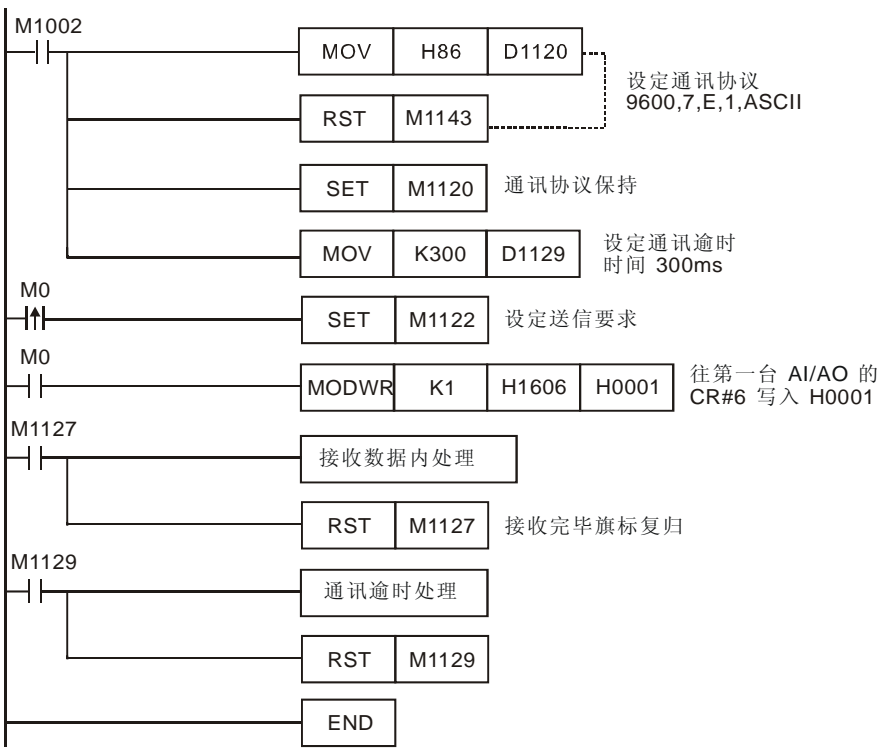 M1002
MOV H86 D1120
设定通讯协议
9600,7,E,1,ASCII
RST M1143
SET M1120 通讯协议保持
MOV K300 D1129
设定通讯逾时
时间 300ms
M0
SET M1122 设定送信要求
M0
MODWR K1 H1606 H0001
往第一台 AI/AO 的
CR#6 写入 H0001
M1127
接收数据内处理
RST M1127 接收完毕旗标复归
M1129
通讯逾时处理
RST M1129
END